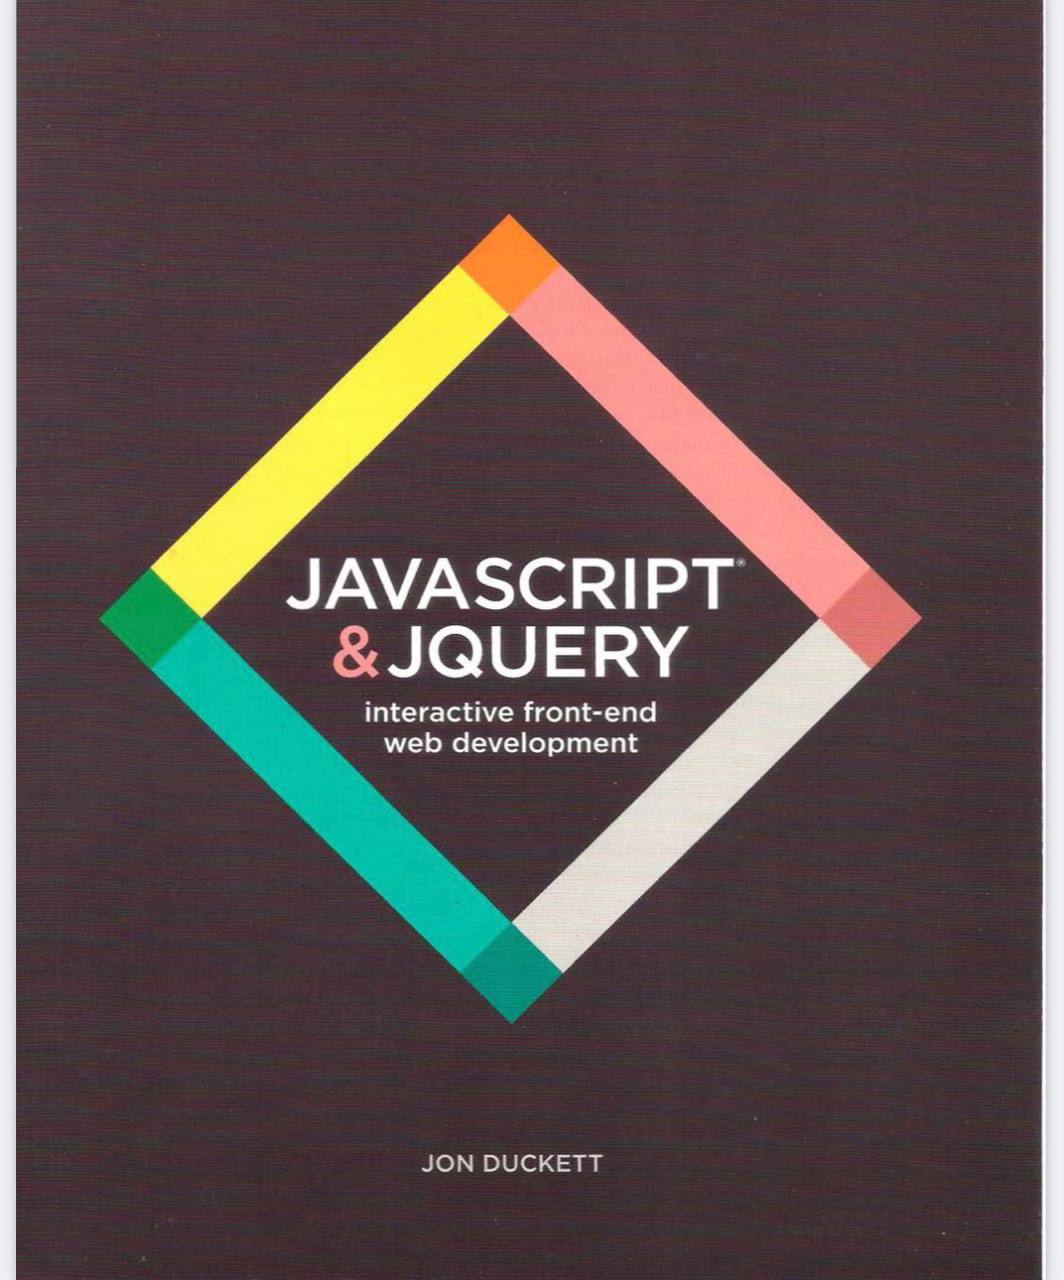 JAVASCRIPT®
&JQUERY
interactive front-end
web development
JON DUCKETT